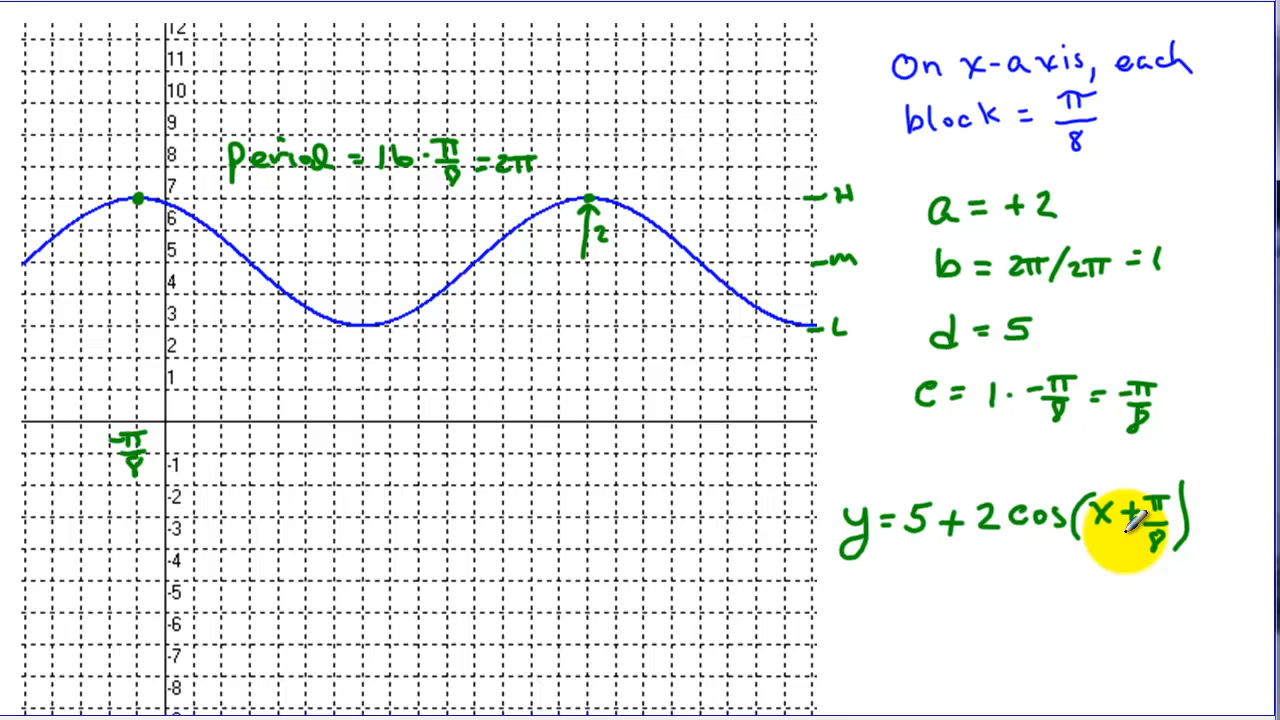 12
11
10
9
8
7
6
5
4
3
2
1
-1
-2
-3
-4
-5
-6
-7
-8
Period = 16 · π/8 = 2π
2
-π/8
H
m
L
On x-axis, each
block = π/8
a = +2
b = 2π/2π = 1
d = 5
c = 1 · -π/8 = -π/8
y = 5 + 2 cos(x + π/8)